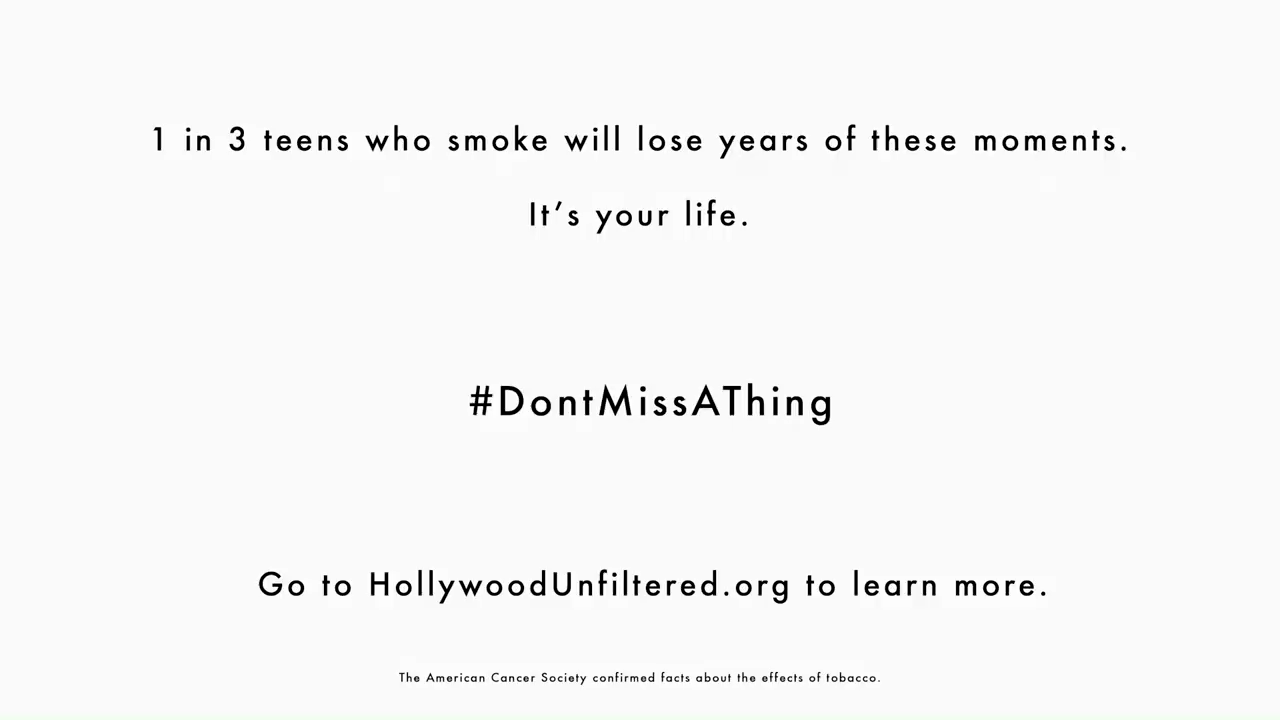 1 in 3 teens who smoke will lose years of these moments.
It’s your life.
#DontMissAThing
Go to HollywoodUnfiltered.org to learn more.
The American Cancer Society confirmed facts about the effects of tobacco.